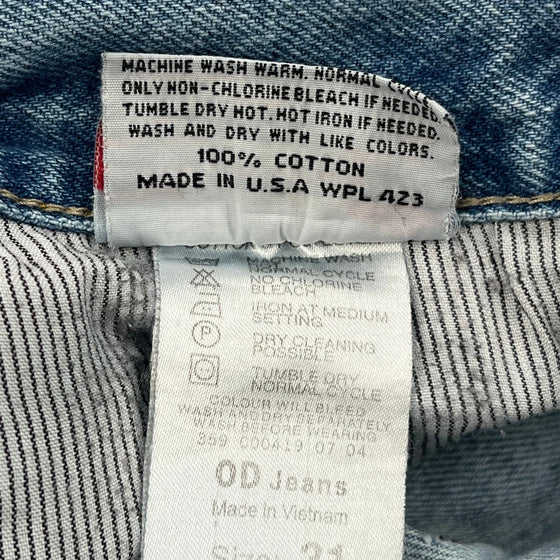 MACHINE WASH WARM. NORMAL CYCLE
ONLY NON-CHLORINE BLEACH IF NEEDED.
TUMBLE DRY HOT. HOT IRON IF NEEDED.
WASH AND DRY WITH LIKE COLORS.
100% COTTON
MADE IN U.S.A WPL 423
MACHINE WASH
NORMAL CYCLE
NO CHLORINE
BLEACH
IRON AT MEDIUM
SETTING
DRY CLEANING
POSSIBLE
TUMBLE DRY
NORMAL CYCLE
COLOUR WILL BLEED
WASH AND DRY SEPARATELY
WASH BEFORE WEARING
359 C00419 07 04
OD Jeans
Made in Vietnam
Size: 31